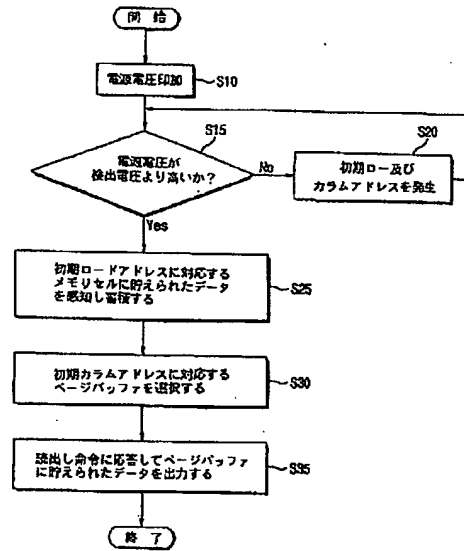 開 始
電源電圧印加
S10
電源電圧が
検出電圧より高いか？
S15
No
S20
初期ロー及び
カラムアドレスを発生
Yes
初期ロードアドレスに対応する
メモリセルに貯えられたデータ
を感知し蓄積する
S25
初期カラムアドレスに対応する
ページバッファを選択する
S30
読出し命令に応答してページバッファ
に貯えられたデータを出力する
S35
終 了